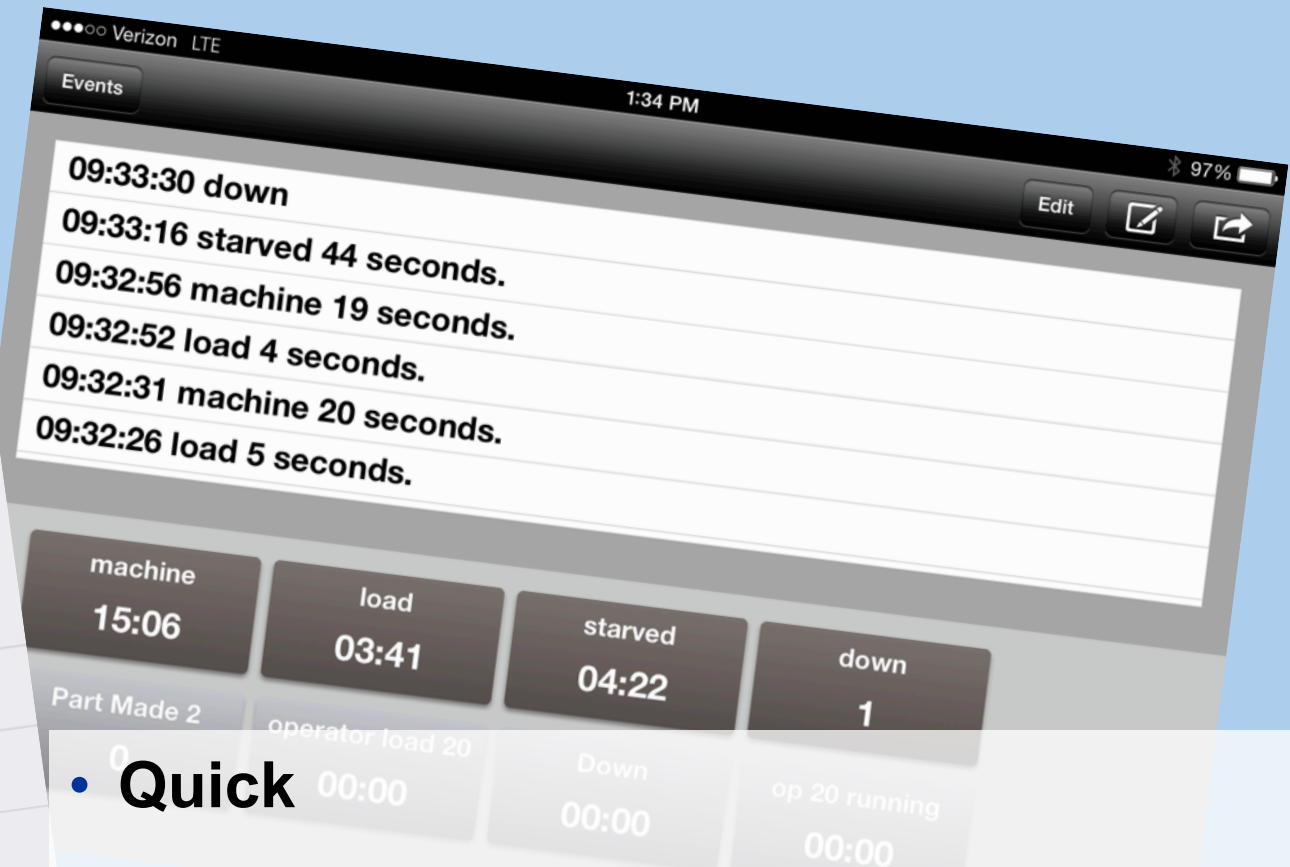 Verizon LTE
1:34 PM
97%
Events
Edit
09:33:30 down
09:33:16 starved 44 seconds.
09:32:56 machine 19 seconds.
09:32:52 load 4 seconds.
09:32:31 machine 20 seconds.
09:32:26 load 5 seconds.
machine
15:06
load
03:41
starved
04:22
down
1
Part Made 2
0
operator load 20
00:00
Down
00:00
op 20 running
00:00
• Quick